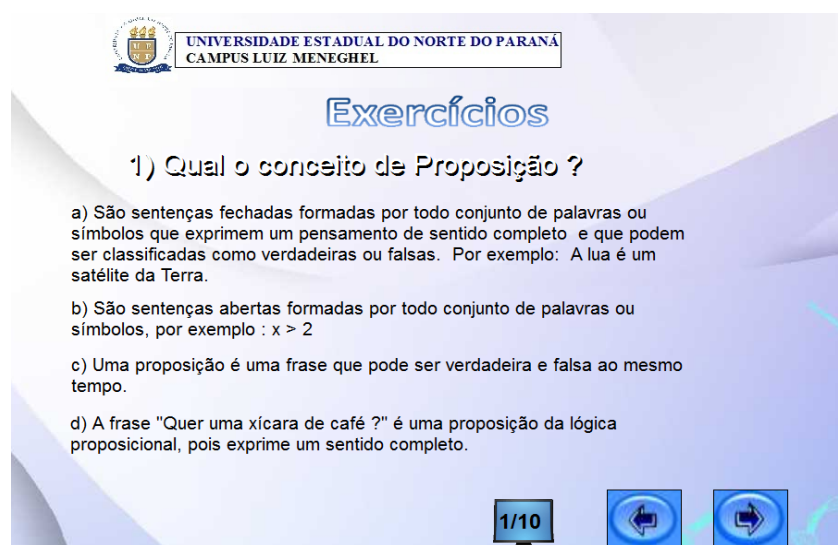 UNIVERSIDADE ESTADUAL DO NORTE DO PARANÁ
CAMPUS LUIZ MENEGHEL
Exercícios
1) Qual o conceito de Proposição ?
a) São sentenças fechadas formadas por todo conjunto de palavras ou
símbolos que exprimem um pensamento de sentido completo  e que podem
ser classificadas como verdadeiras ou falsas.  Por exemplo:  A lua é um
satélite da Terra.
b) São sentenças abertas formadas por todo conjunto de palavras ou
símbolos, por exemplo : x > 2
c) Uma proposição é uma frase que pode ser verdadeira e falsa ao mesmo
tempo.
d) A frase "Quer uma xícara de café ?" é uma proposição da lógica
proposicional, pois exprime um sentido completo.
1/10